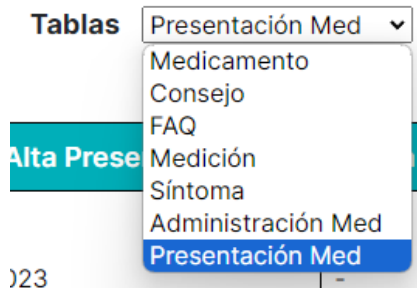 Tablas Presentación Med
Medicamento
Consejo
FAQ
Alta Prese
Medición
Síntoma
Administración Med
Presentación Med
023 -